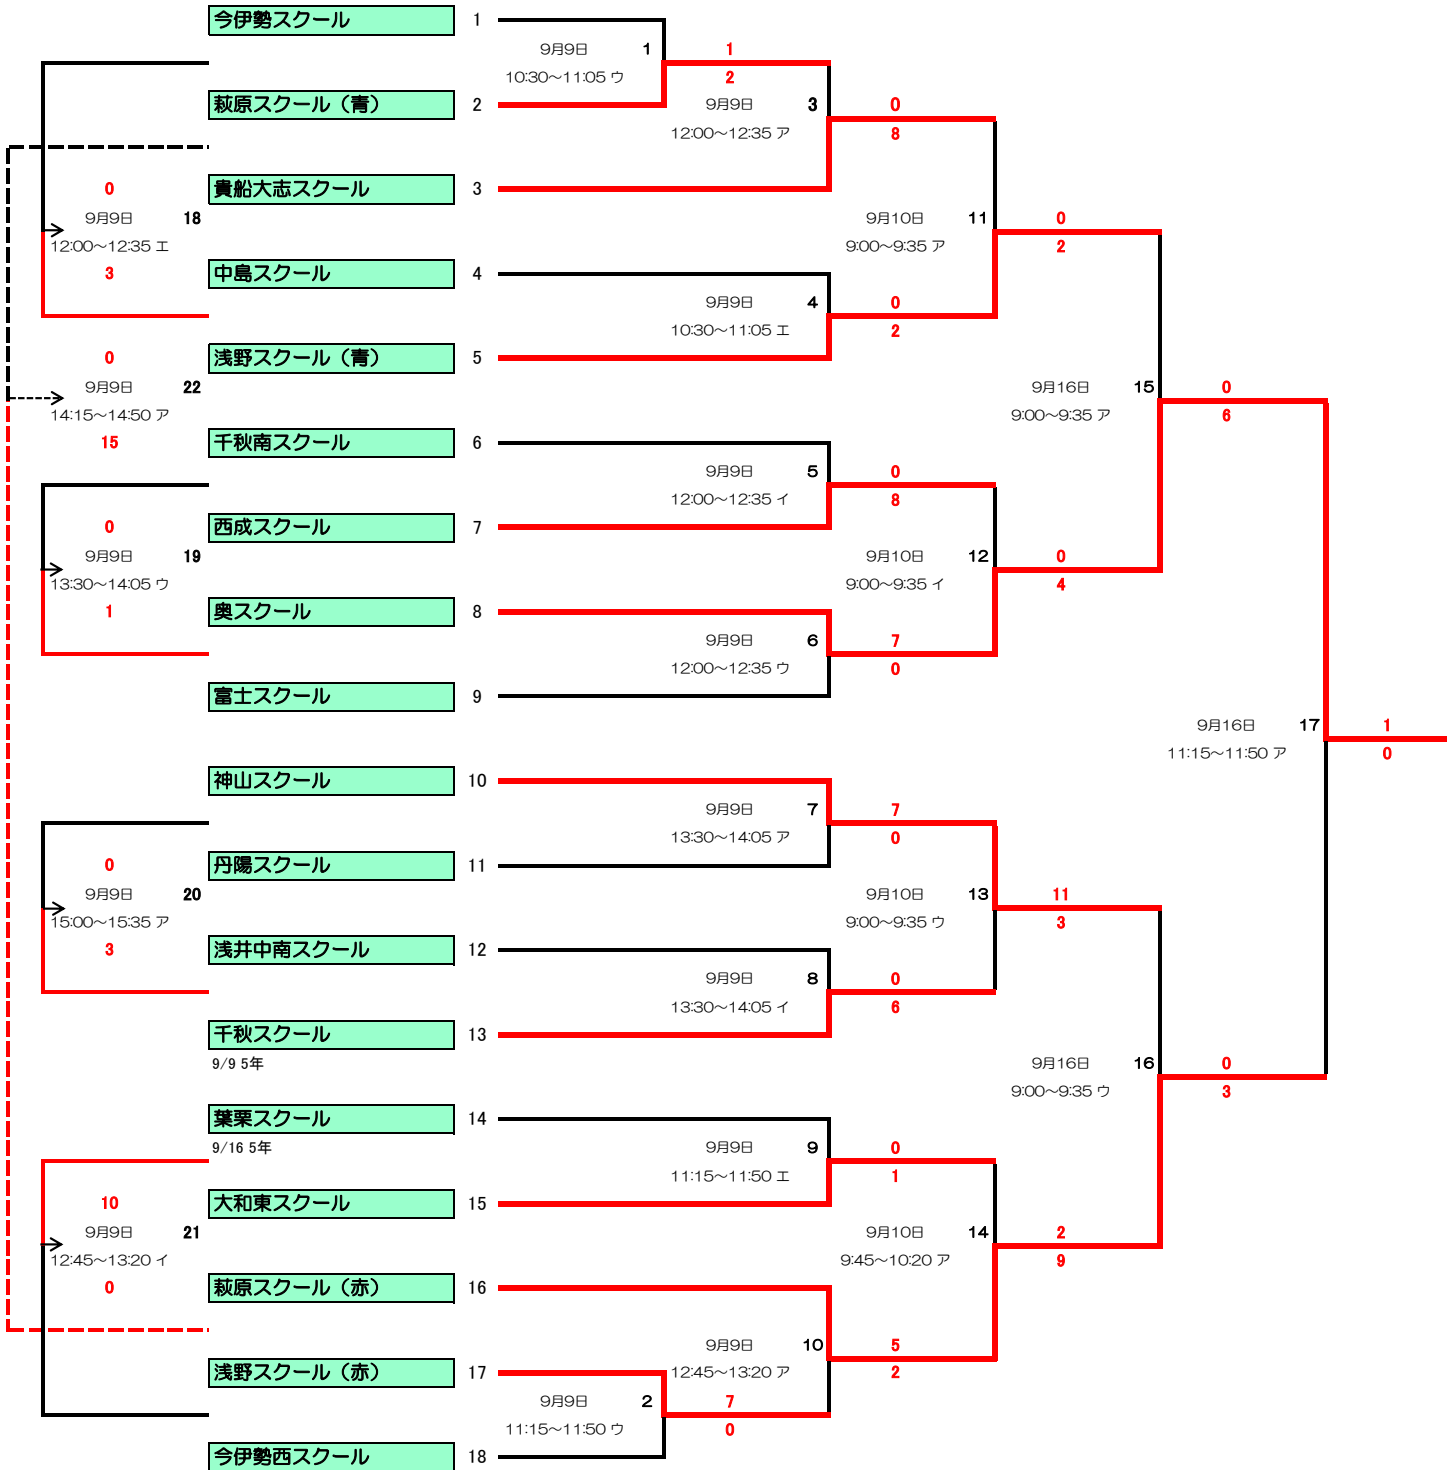 今伊勢スクール 1
9月9日 1 1
10:30～11:05 ウ 2
萩原スクール（青） 2 9月9日 3 0
12:00～12:35 ア 8
0 貴船大志スクール 3
9月9日 18 9月10日 11 0
12:00～12:35 エ 9:00～9:35 ア 2
3 中島スクール 4
9月9日 4 0
10:30～11:05 エ 2
0 浅野スクール（青） 5
9月9日 22 9月16日 15 0
14:15～14:50 ア 9:00～9:35 ア 6
15 千秋南スクール 6
9月9日 5 0
12:00～12:35 イ 8
0 西成スクール 7
9月9日 19 9月10日 12 0
13:30～14:05 ウ 9:00～9:35 イ 4
1 奥スクール 8
9月9日 6 7
12:00～12:35 ウ 0
富士スクール 9
9月16日 17 1
11:15～11:50 ア 0
神山スクール 10
9月9日 7 7
13:30～14:05 ア 0
0 丹陽スクール 11
9月9日 20 9月10日 13 11
15:00～15:35 ア 9:00～9:35 ウ 3
3 浅井中南スクール 12
9月9日 8 0
13:30～14:05 イ 6
千秋スクール 13
9/9 5年 9月16日 16 0
9:00～9:35 ウ 3
葉栗スクール 14
9/16 5年 9月9日 9 0
11:15～11:50 エ 1
10 大和東スクール 15
9月9日 21 9月10日 14 2
12:45～13:20 イ 9:45～10:20 ア 9
0 萩原スクール（赤） 16
9月9日 10 5
浅野スクール（赤） 17 12:45～13:20 ア 2
9月9日 2 7
11:15～11:50 ウ 0
今伊勢西スクール 18